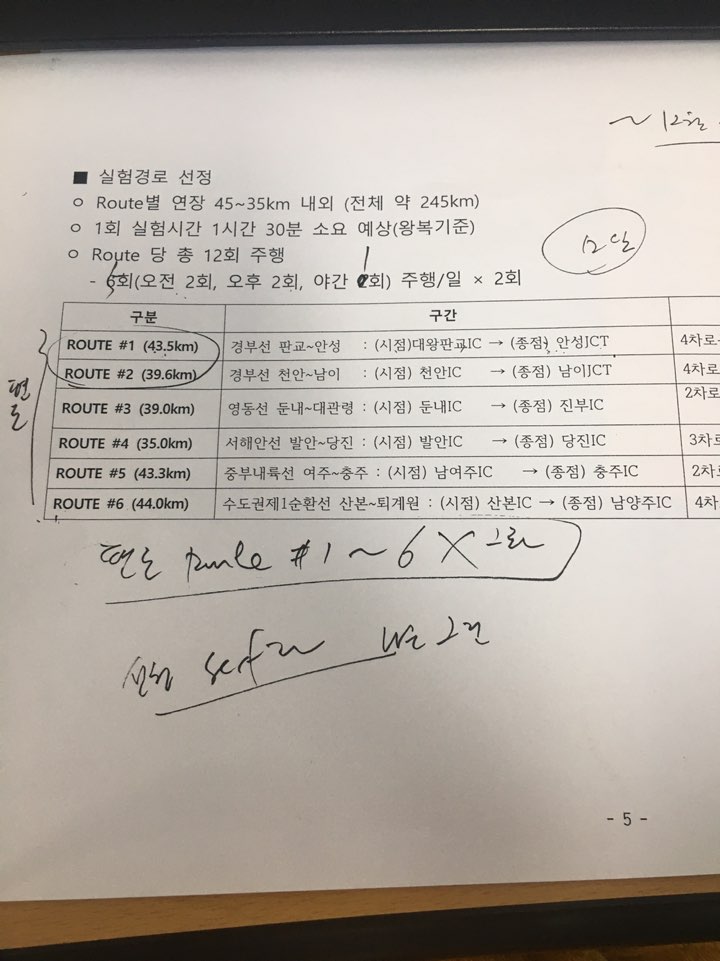 ~ 12월
■ 실험경로 선정
○ Route별 연장 45~35km 내외 (전체 약 245km)
○ 1회 실험시간 1시간 30분 소요 예상(왕복기준)
○ Route 당 총 12회 주행
- 6회(오전 2회, 오후 2회, 야간 2회) 주행/일 × 2회
구분 구간
ROUTE #1 (43.5km) 경부선 판교~안성 : (시점)대왕판교IC → (종점) 안성JCT 4차로
ROUTE #2 (39.6km) 경부선 천안~남이 : (시점) 천안IC → (종점) 남이JCT 4차로
ROUTE #3 (39.0km) 영동선 둔내~대관령 : (시점) 둔내IC → (종점) 진부IC 2차로
ROUTE #4 (35.0km) 서해안선 발안~당진 : (시점) 발안IC → (종점) 당진IC 3차로
ROUTE #5 (43.3km) 중부내륙선 여주~충주 : (시점) 남여주IC → (종점) 충주IC 2차로
ROUTE #6 (44.0km) 수도권제1순환선 산본~퇴계원 : (시점) 산본IC → (종점) 남양주IC 4차
편도
편도 Route #1 ~ 6 X
- 5 -